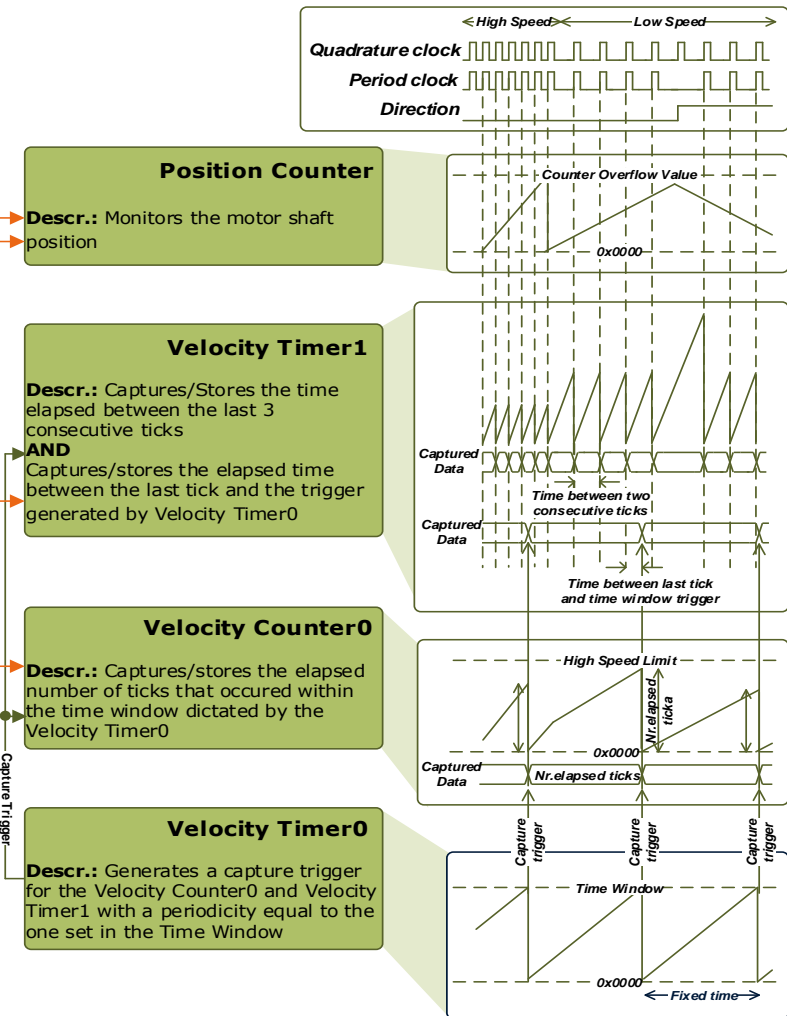 High Speed
Low Speed
Quadrature clock
Period clock
Direction
Position Counter
Descr.: Monitors the motor shaft
position
Counter Overflow Value
0x0000
Velocity Timer1
Descr.: Captures/Stores the time
elapsed between the last 3
consecutive ticks
AND
Captures/stores the elapsed time
between the last tick and the trigger
generated by Velocity Timer0
Captured
Data
Time between two
consecutive ticks
Captured
Data
Time between last tick
and time window trigger
Velocity Counter0
Descr.: Captures/stores the elapsed
number of ticks that occured within
the time window dictated by the
Velocity Timer0
High Speed Limit
Nr.elapsed
ticka
0x0000
Captured
Data
Nr.elapsed ticks
Capture Trigger
Capture
trigger
Capture
trigger
Capture
trigger
Velocity Timer0
Descr.: Generates a capture trigger
for the Velocity Counter0 and Velocity
Timer1 with a periodicity equal to the
one set in the Time Window
Time Window
0x0000
Fixed time